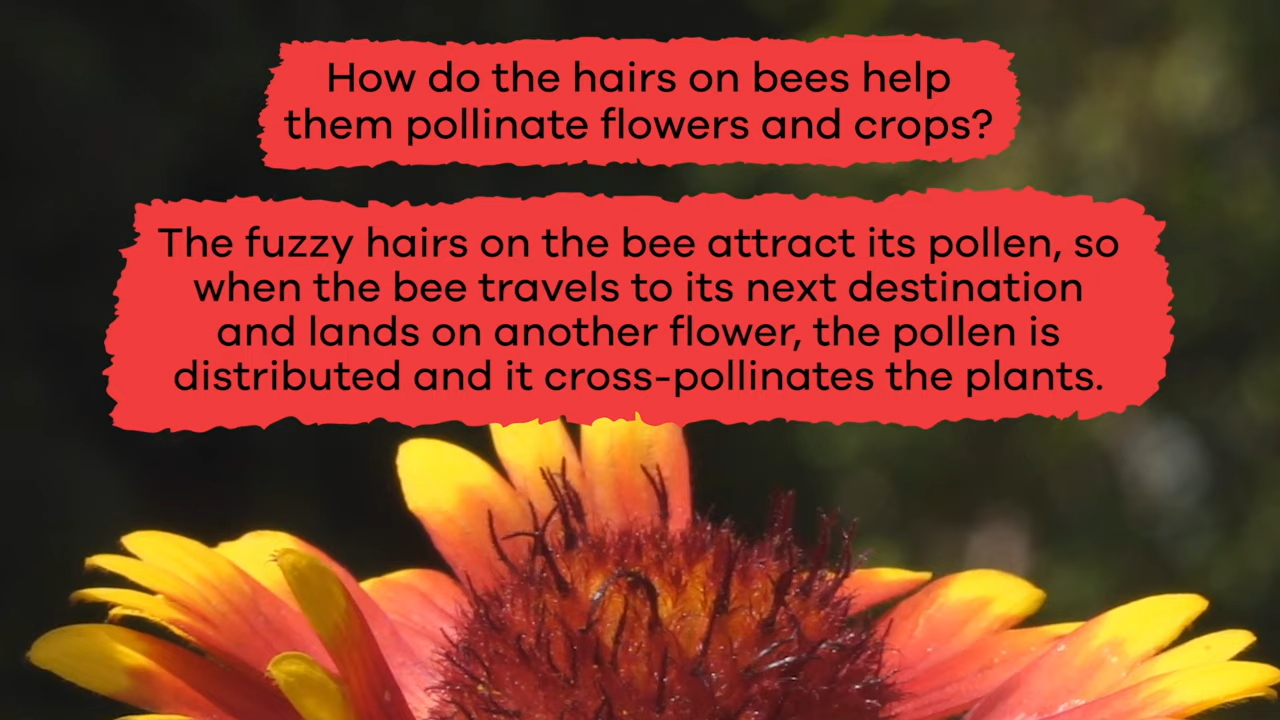 How do the hairs on bees help
them pollinate flowers and crops?
The fuzzy hairs on the bee attract its pollen, so
when the bee travels to its next destination
and lands on another flower, the pollen is
distributed and it cross-pollinates the plants.